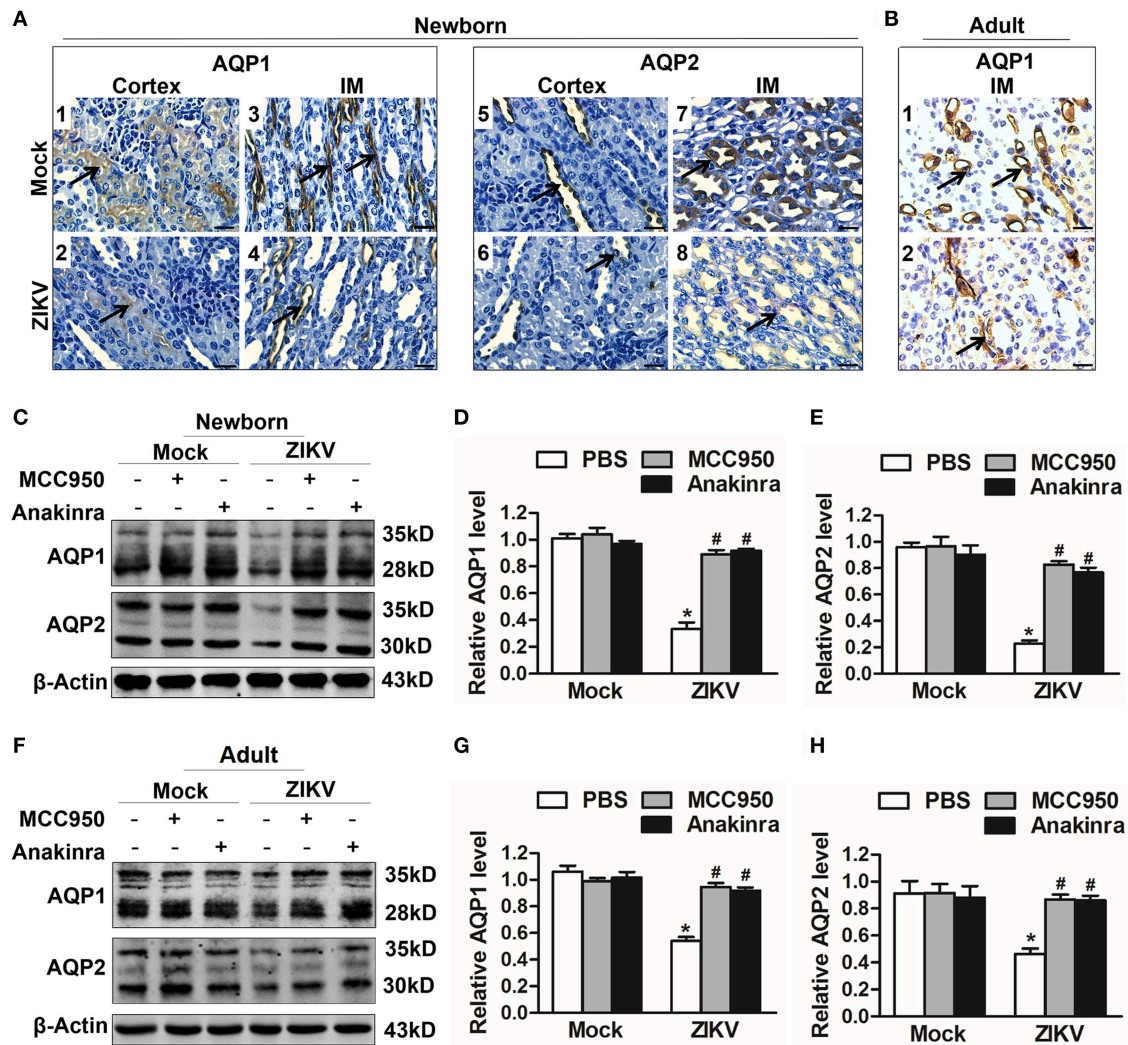 A
Newborn
B
Adult
AQP1
AQP2
AQP1
Cortex
IM
Cortex
IM
IM
Mock
1
3
5
7
1
ZIKV
2
4
6
8
2
C
Newborn
Mock
ZIKV
MCC950 - + - - + -
Anakinra - - + - - +
AQP1
35kD
28kD
AQP2
35kD
30kD
β-Actin
43kD
D
PBS
MCC950
Anakinra
Relative AQP1 level
1.2
1.0
0.8
0.6
0.4
0.2
0.0
*
#
#
Mock
ZIKV
E
PBS
MCC950
Anakinra
Relative AQP2 level
1.2
1.0
0.8
0.6
0.4
0.2
0.0
*
#
#
Mock
ZIKV
F
Adult
Mock
ZIKV
MCC950 - + - - + -
Anakinra - - + - - +
AQP1
35kD
28kD
AQP2
35kD
30kD
β-Actin
43kD
G
PBS
MCC950
Anakinra
Relative AQP1 level
1.2
1.0
0.8
0.6
0.4
0.2
0.0
*
#
#
Mock
ZIKV
H
PBS
MCC950
Anakinra
Relative AQP2 level
1.2
1.0
0.8
0.6
0.4
0.2
0.0
*
#
#
Mock
ZIKV